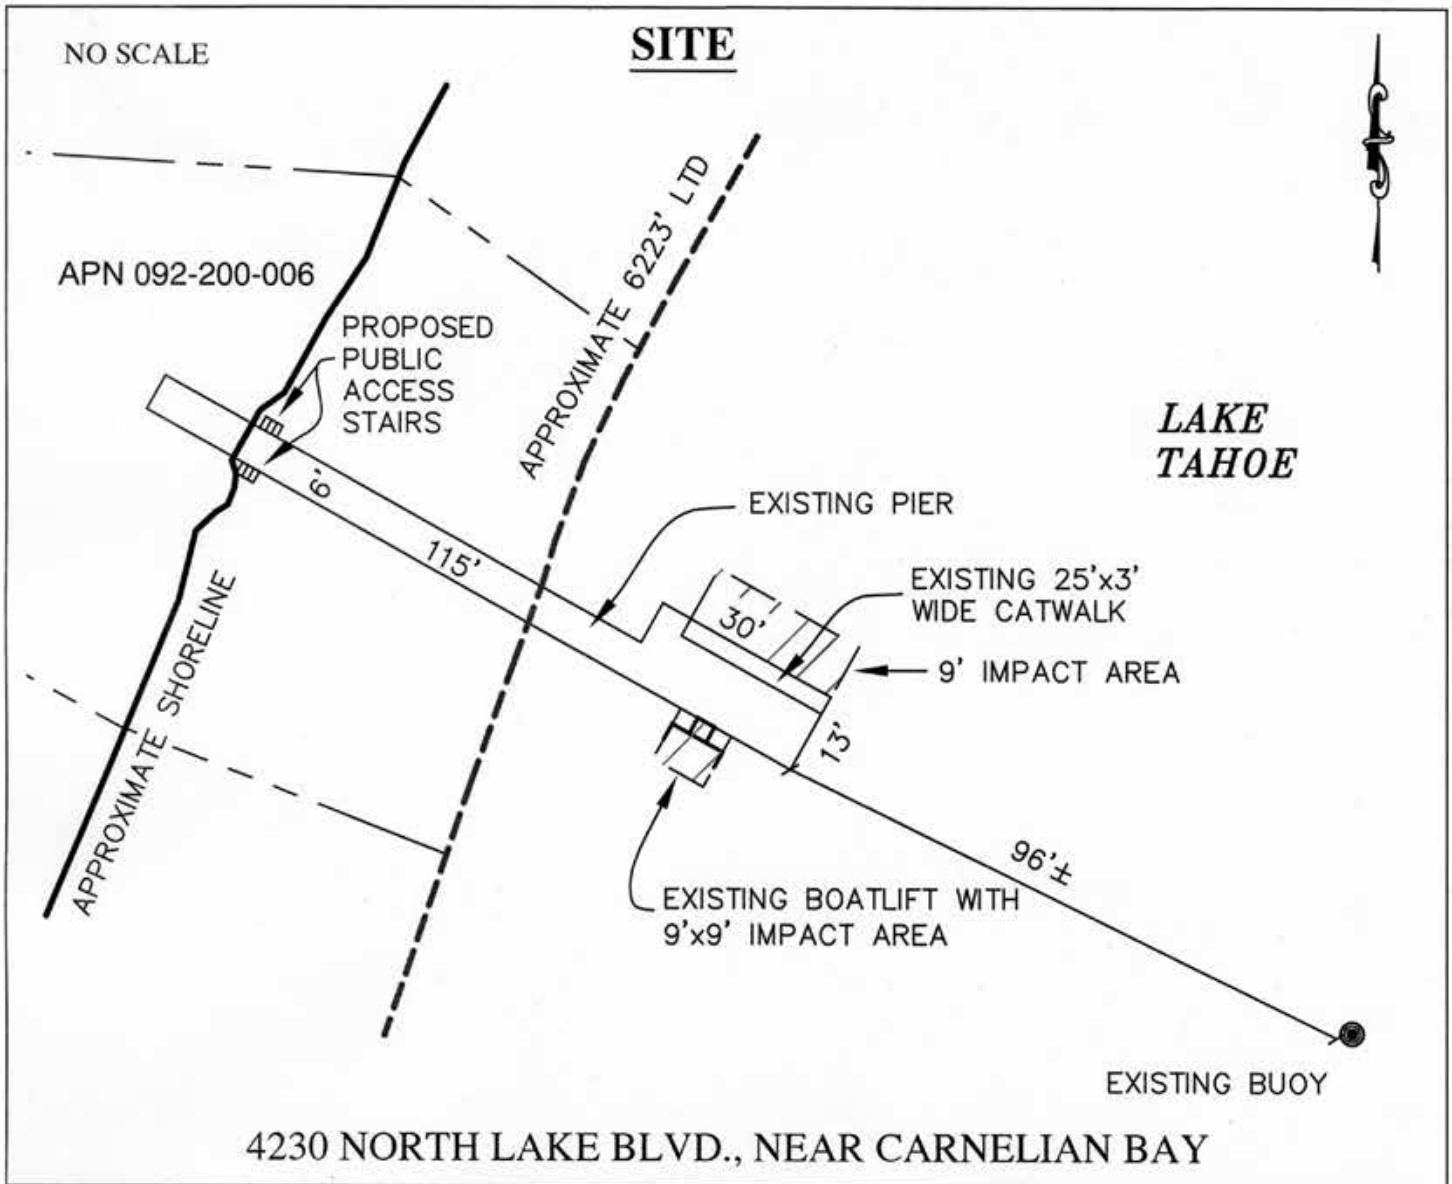 NO SCALE
SITE
APN 092-200-006
PROPOSED
PUBLIC
ACCESS
STAIRS
APPROXIMATE 6223' LTD
LAKE
TAHOE
6'
115'
EXISTING PIER
EXISTING 25'x3'
WIDE CATWALK
30'
9' IMPACT AREA
13'
APPROXIMATE SHORELINE
96'±
EXISTING BOATLIFT WITH
9'x9' IMPACT AREA
EXISTING BUOY
4230 NORTH LAKE BLVD., NEAR CARNELIAN BAY